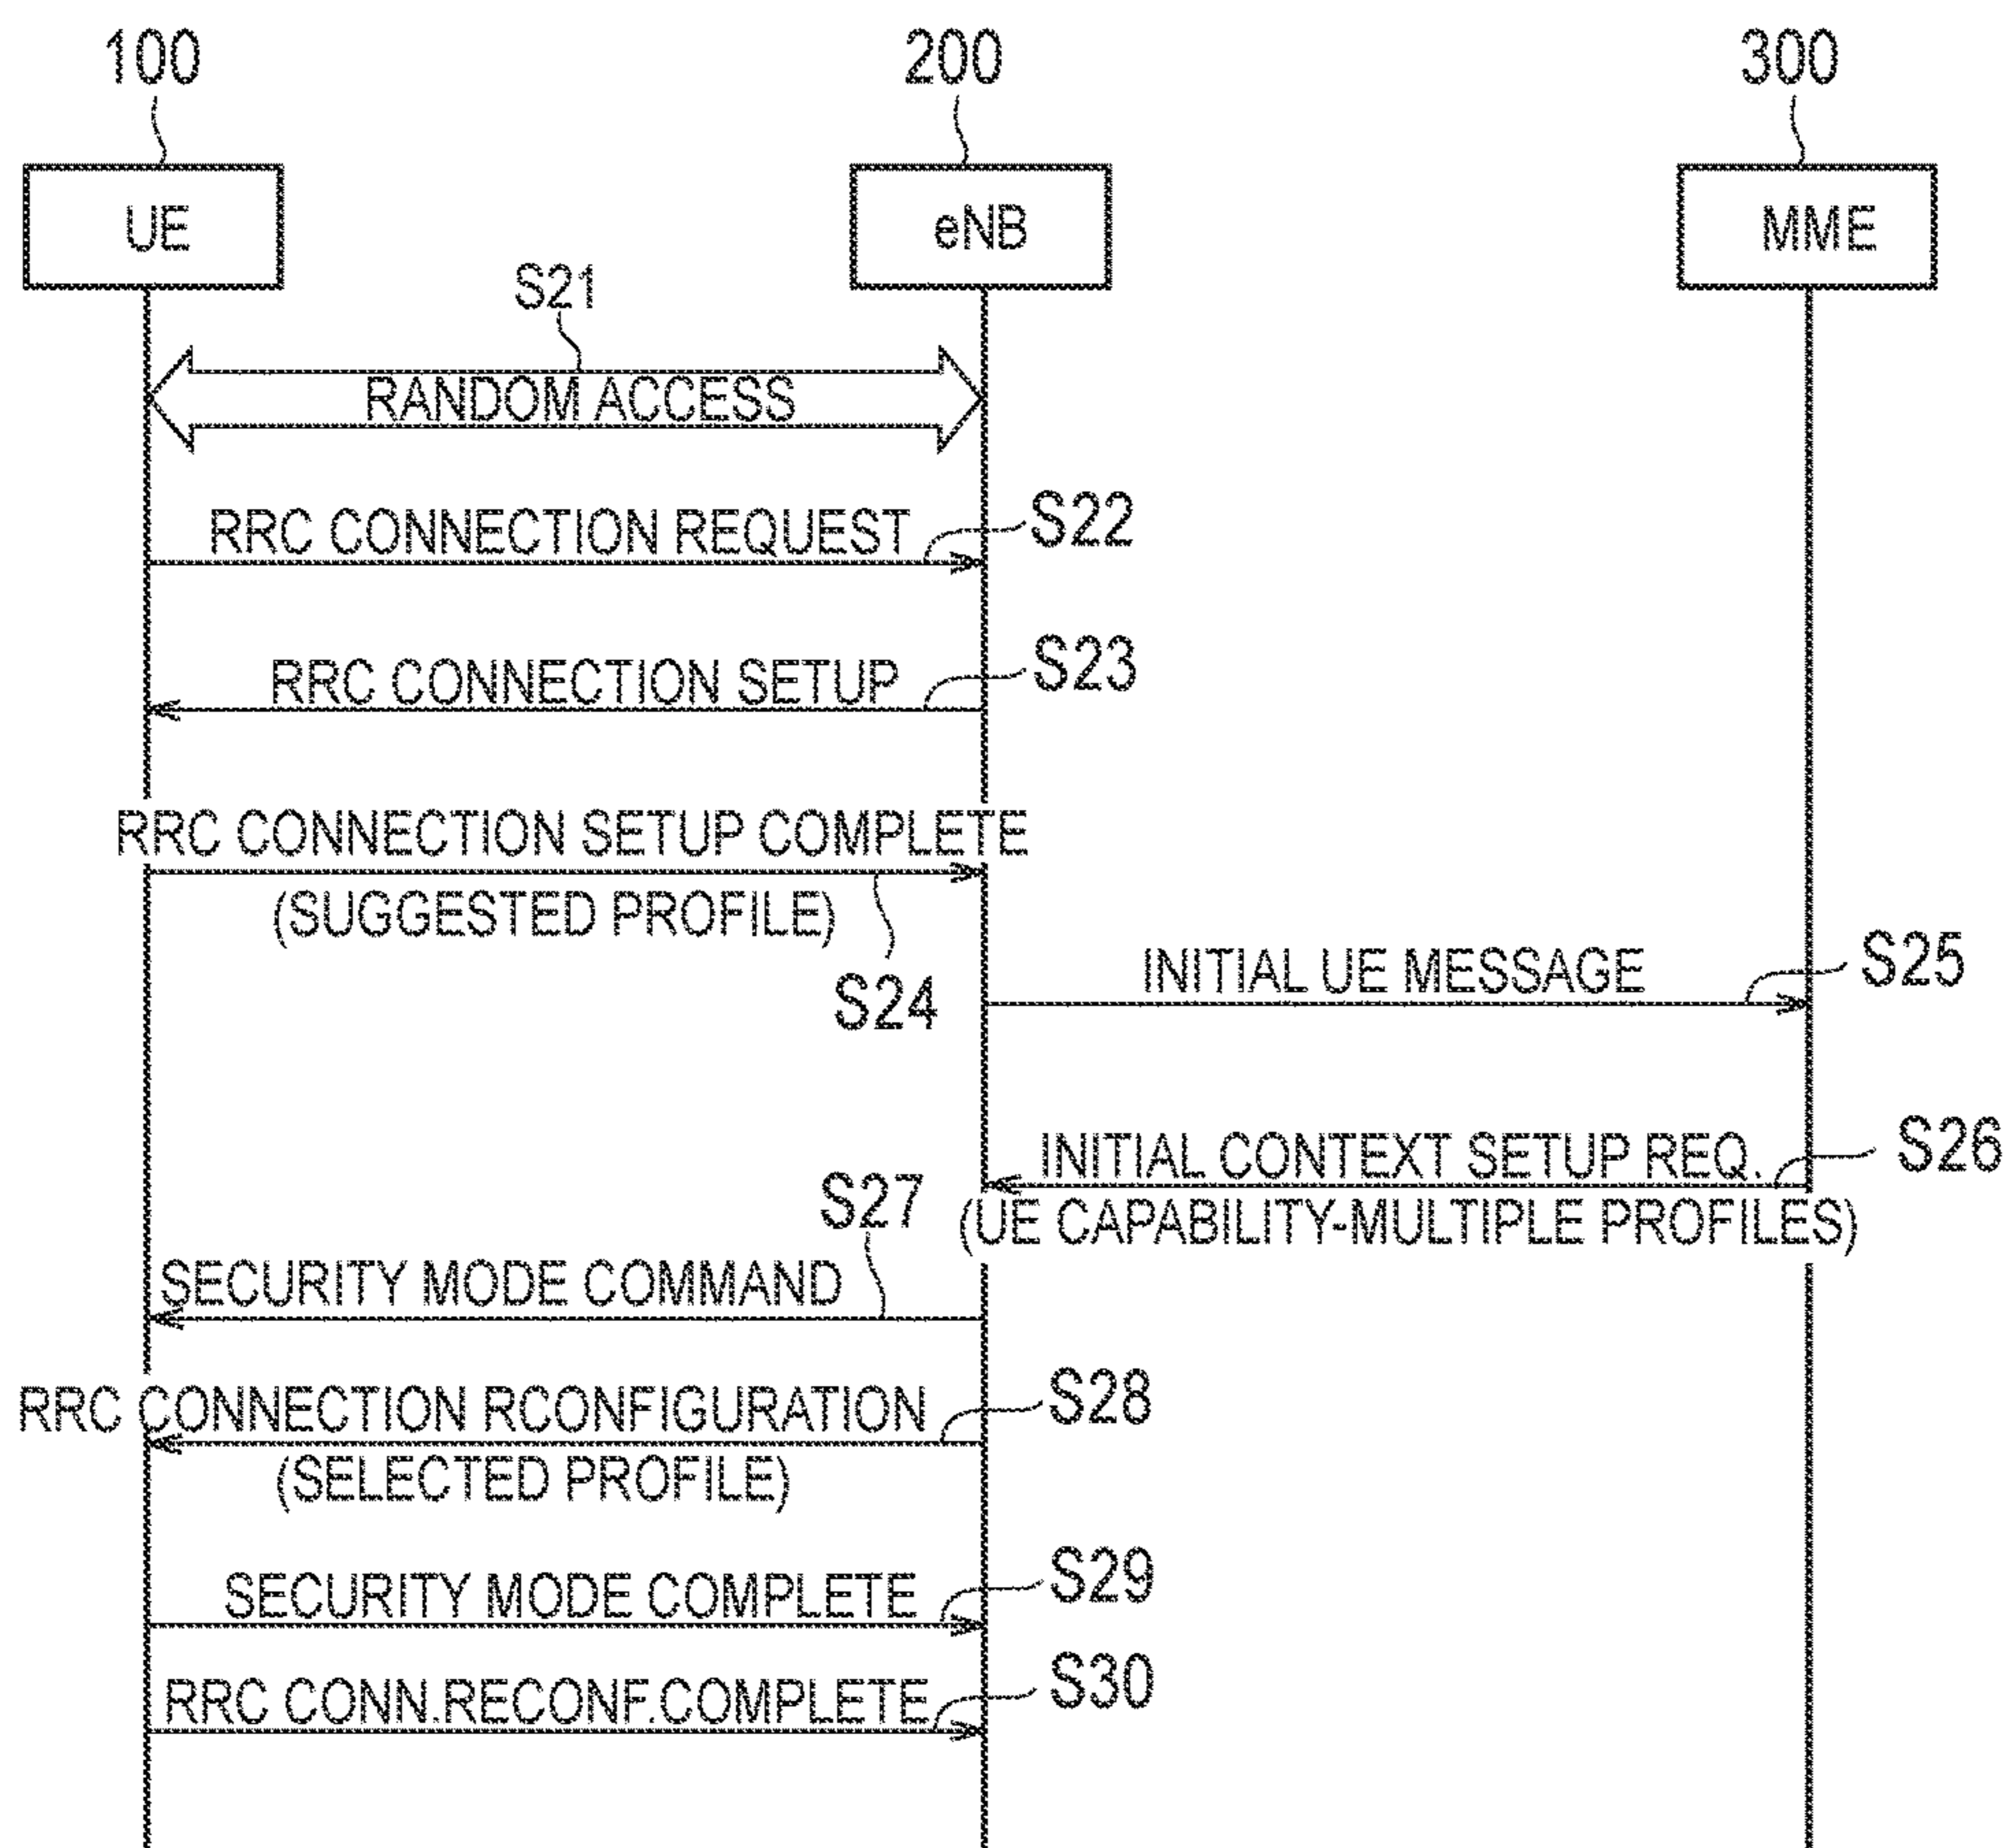 100
200
300
UE
eNB
MME
S21
RANDOM ACCESS
RRC CONNECTION REQUEST
S22
RRC CONNECTION SETUP
S23
RRC CONNECTION SETUP COMPLETE
(SUGGESTED PROFILE)
S24
INITIAL UE MESSAGE
S25
INITIAL CONTEXT SETUP REQ.
S26
(UE CAPABILITY-MULTIPLE PROFILES)
S27
SECURITY MODE COMMAND
RRC CONNECTION RCONFIGURATION
S28
(SELECTED PROFILE)
SECURITY MODE COMPLETE
S29
RRC CONN.RECONF.COMPLETE
S30